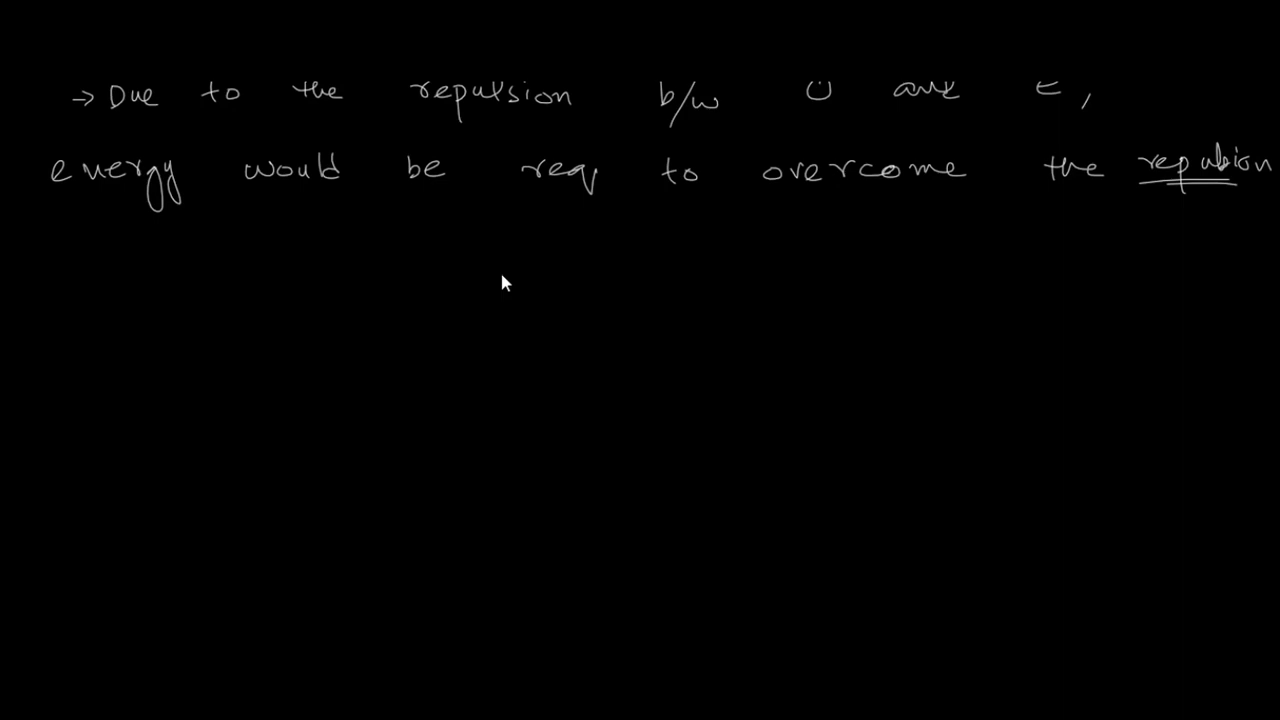 → Due to the repulsion b/w and
energy would be req to overcome the repulsion